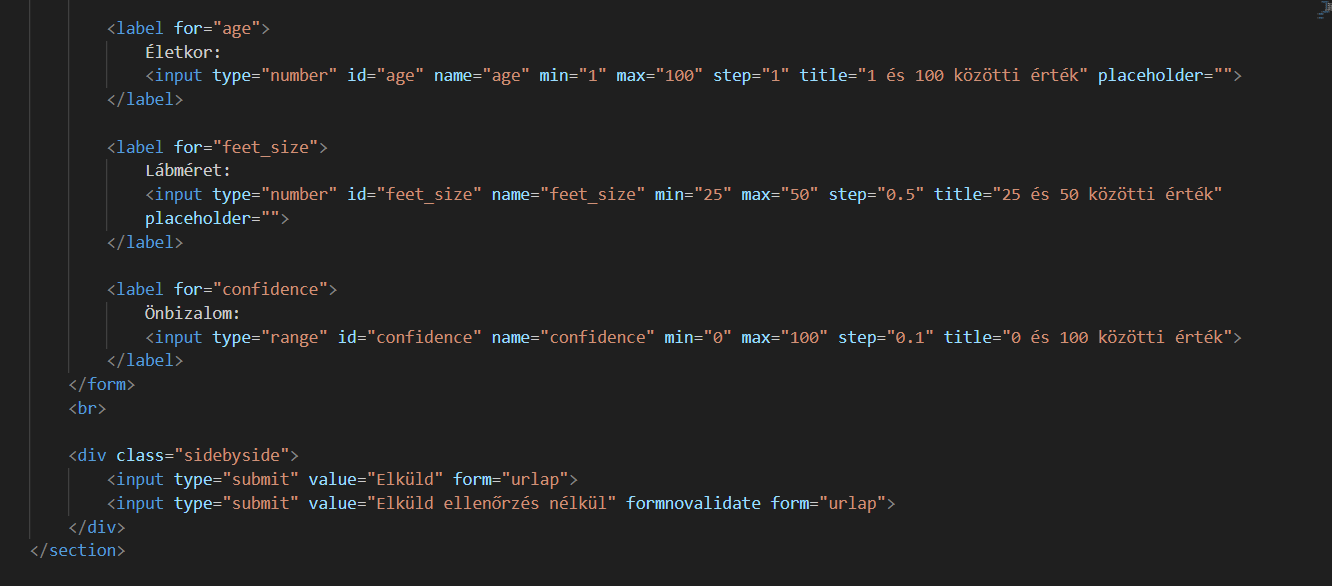 <label for="age">
Életkor:
<input type="number" id="age" name="age" min="1" max="100" step="1" title="1 és 100 közötti érték" placeholder="">
</label>
<label for="feet_size">
Lábméret:
<input type="number" id="feet_size" name="feet_size" min="25" max="50" step="0.5" title="25 és 50 közötti érték"
placeholder="">
</label>
<label for="confidence">
Önbizalom:
<input type="range" id="confidence" name="confidence" min="0" max="100" step="0.1" title="0 és 100 közötti érték">
</label>
</form>
<br>
<div class="sidebyside">
<input type="submit" value="Elküld" form="urlap">
<input type="submit" value="Elküld ellenőrzés nélkül" formnovalidate form="urlap">
</div>
</section>